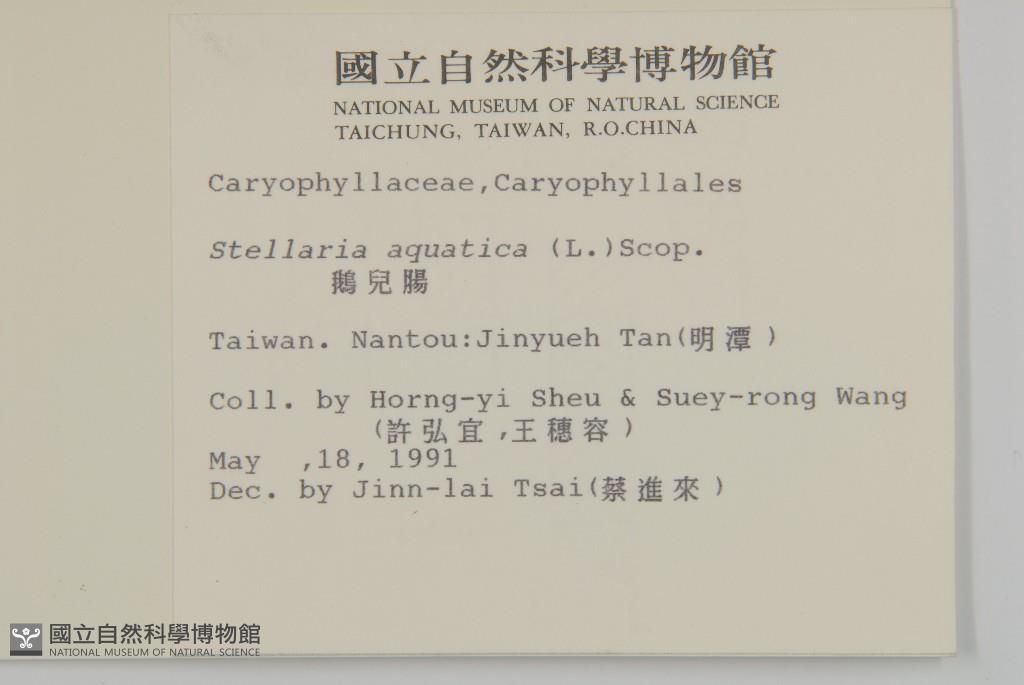 國立自然科學博物館
NATIONAL MUSEUM OF NATURAL SCIENCE
TAICHUNG, TAIWAN, R.O.CHINA
Caryophyllaceae,Caryophyllales
Stellaria aquatica (L.)Scop.
鵝兒腸
Taiwan. Nantou:Jinyueh Tan(明潭)
Coll. by Horng-yi Sheu & Suey-rong Wang
(許弘宜,王穗容)
May ,18, 1991
Dec. by Jinn-lai Tsai(蔡進來)
國立自然科學博物館
NATIONAL MUSEUM OF NATURAL SCIENCE